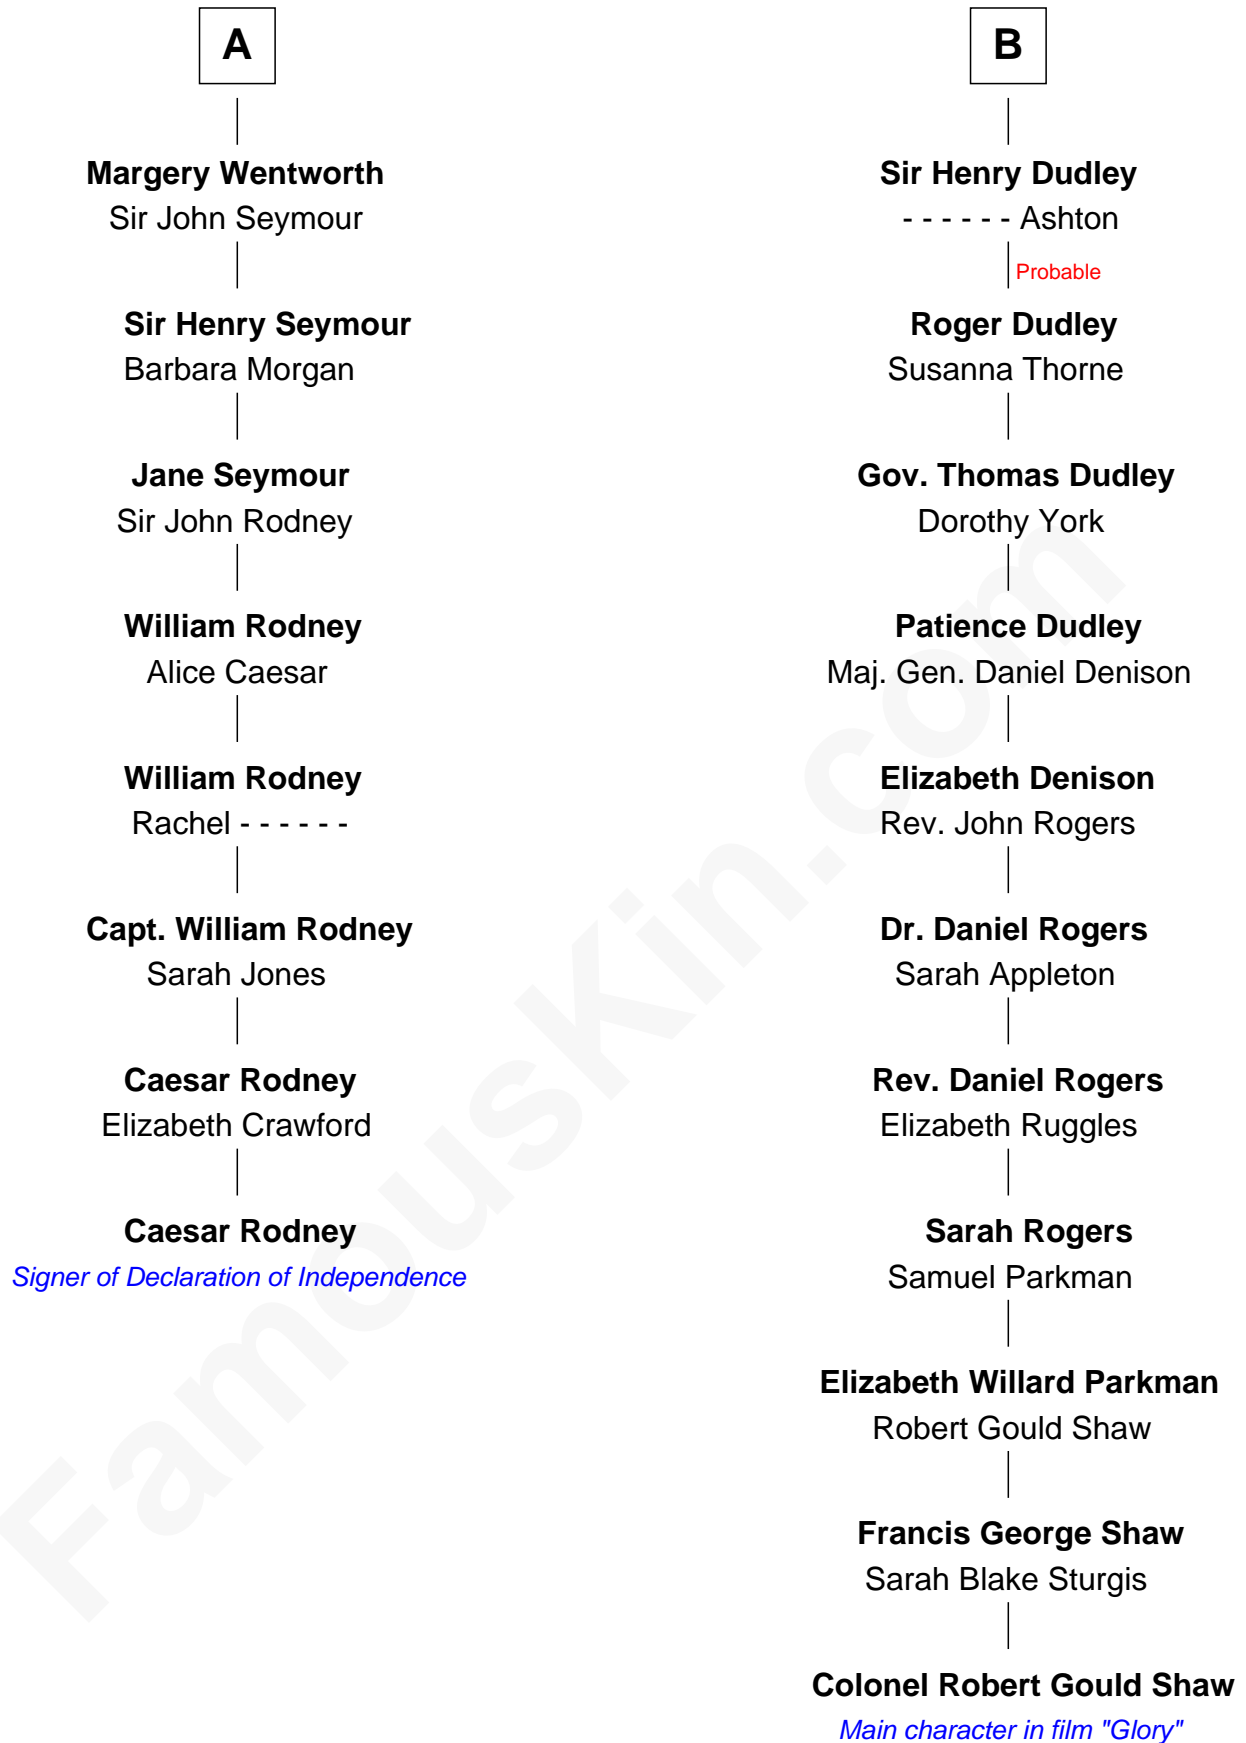 A
Margery Wentworth
Sir John Seymour
Sir Henry Seymour
Barbara Morgan
Jane Seymour
Sir John Rodney
William Rodney
Alice Caesar
William Rodney
Rachel - - - - - -
Capt. William Rodney
Sarah Jones
Caesar Rodney
Elizabeth Crawford
Caesar Rodney
Signer of Declaration of Independence
B
Sir Henry Dudley
- - - - - - Ashton
Probable
Roger Dudley
Susanna Thorne
Gov. Thomas Dudley
Dorothy York
Patience Dudley
Maj. Gen. Daniel Denison
Elizabeth Denison
Rev. John Rogers
Dr. Daniel Rogers
Sarah Appleton
Rev. Daniel Rogers
Elizabeth Ruggles
Sarah Rogers
Samuel Parkman
Elizabeth Willard Parkman
Robert Gould Shaw
Francis George Shaw
Sarah Blake Sturgis
Colonel Robert Gould Shaw
Main character in film "Glory"
FamousKin.com